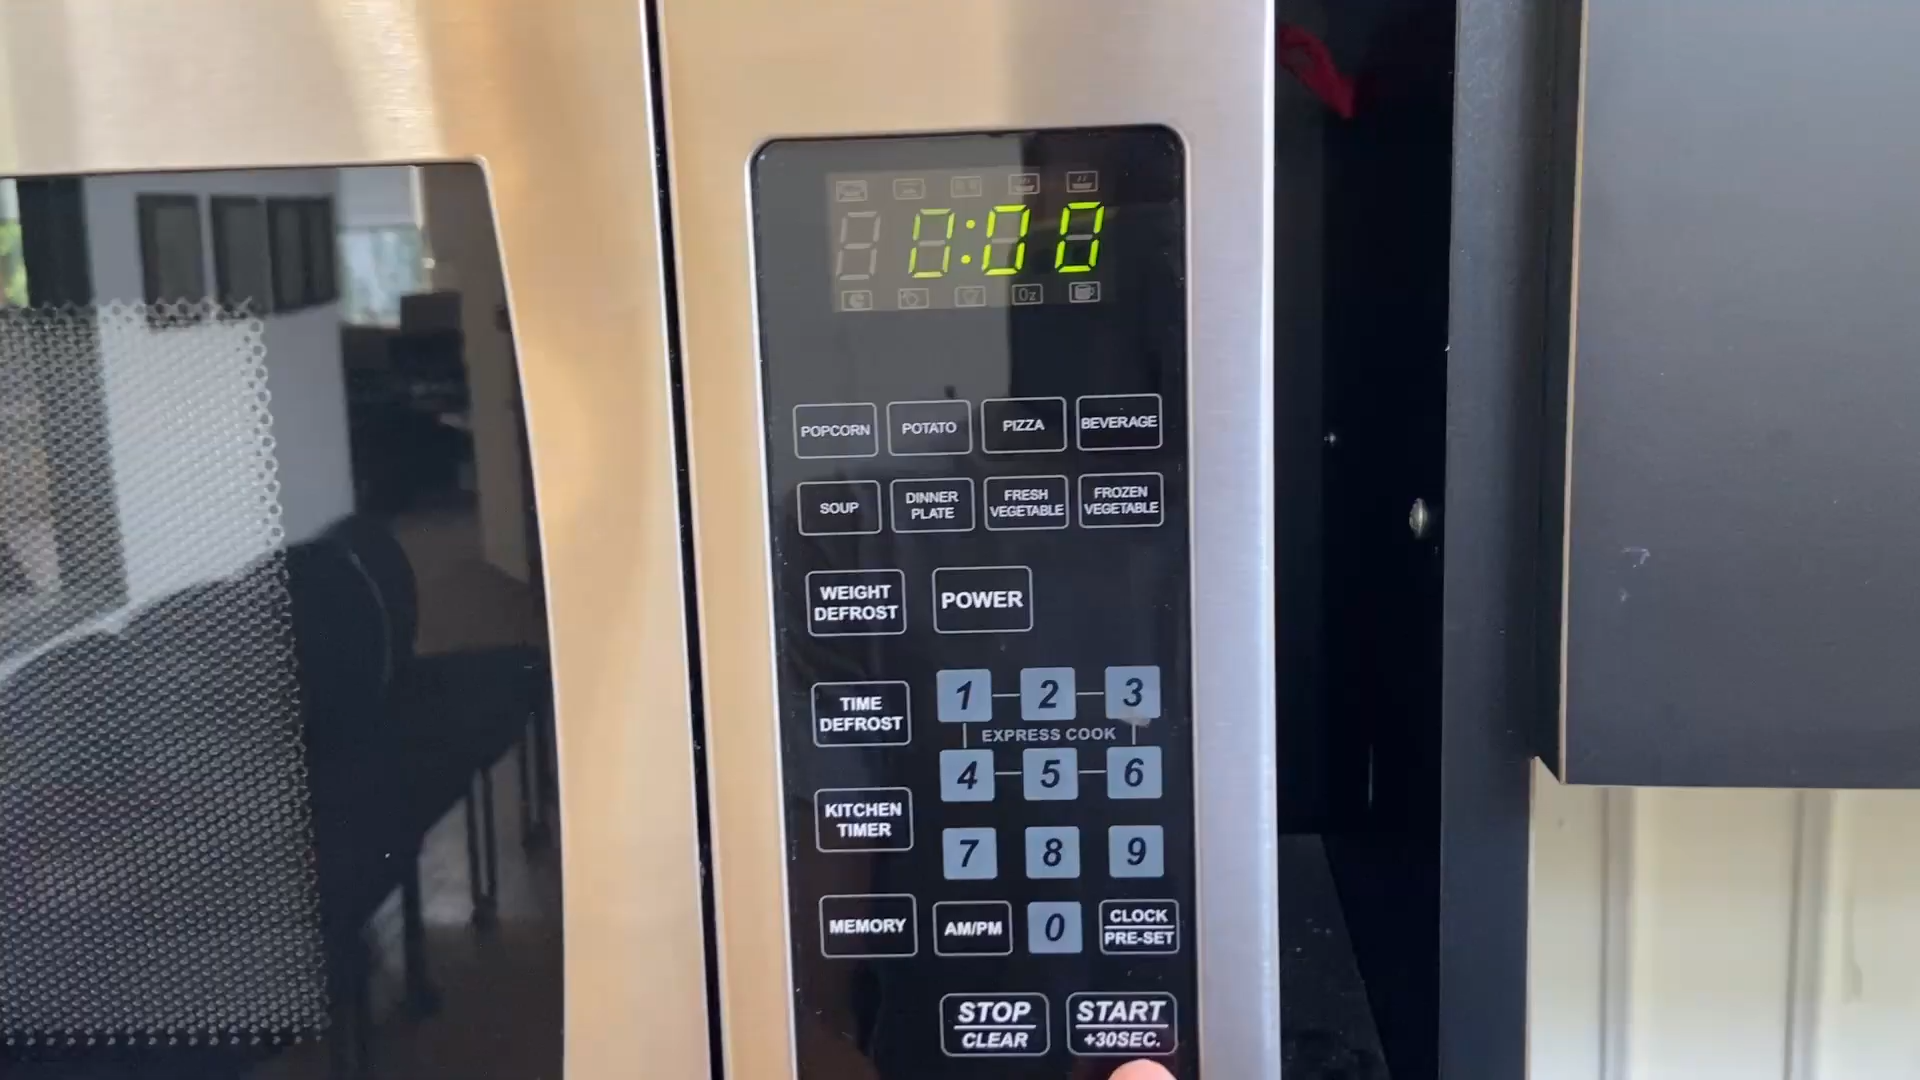 0:00
Oz
POPCORN
POTATO
PIZZA
BEVERAGE
SOUP
DINNER
PLATE
FRESH
VEGETABLE
FROZEN
VEGETABLE
WEIGHT
DEFROST
POWER
TIME
DEFROST
1 2 3
EXPRESS COOK
4 5 6
KITCHEN
TIMER
7 8 9
MEMORY
AM/PM
0
CLOCK
PRE-SET
STOP
CLEAR
START
+30SEC.